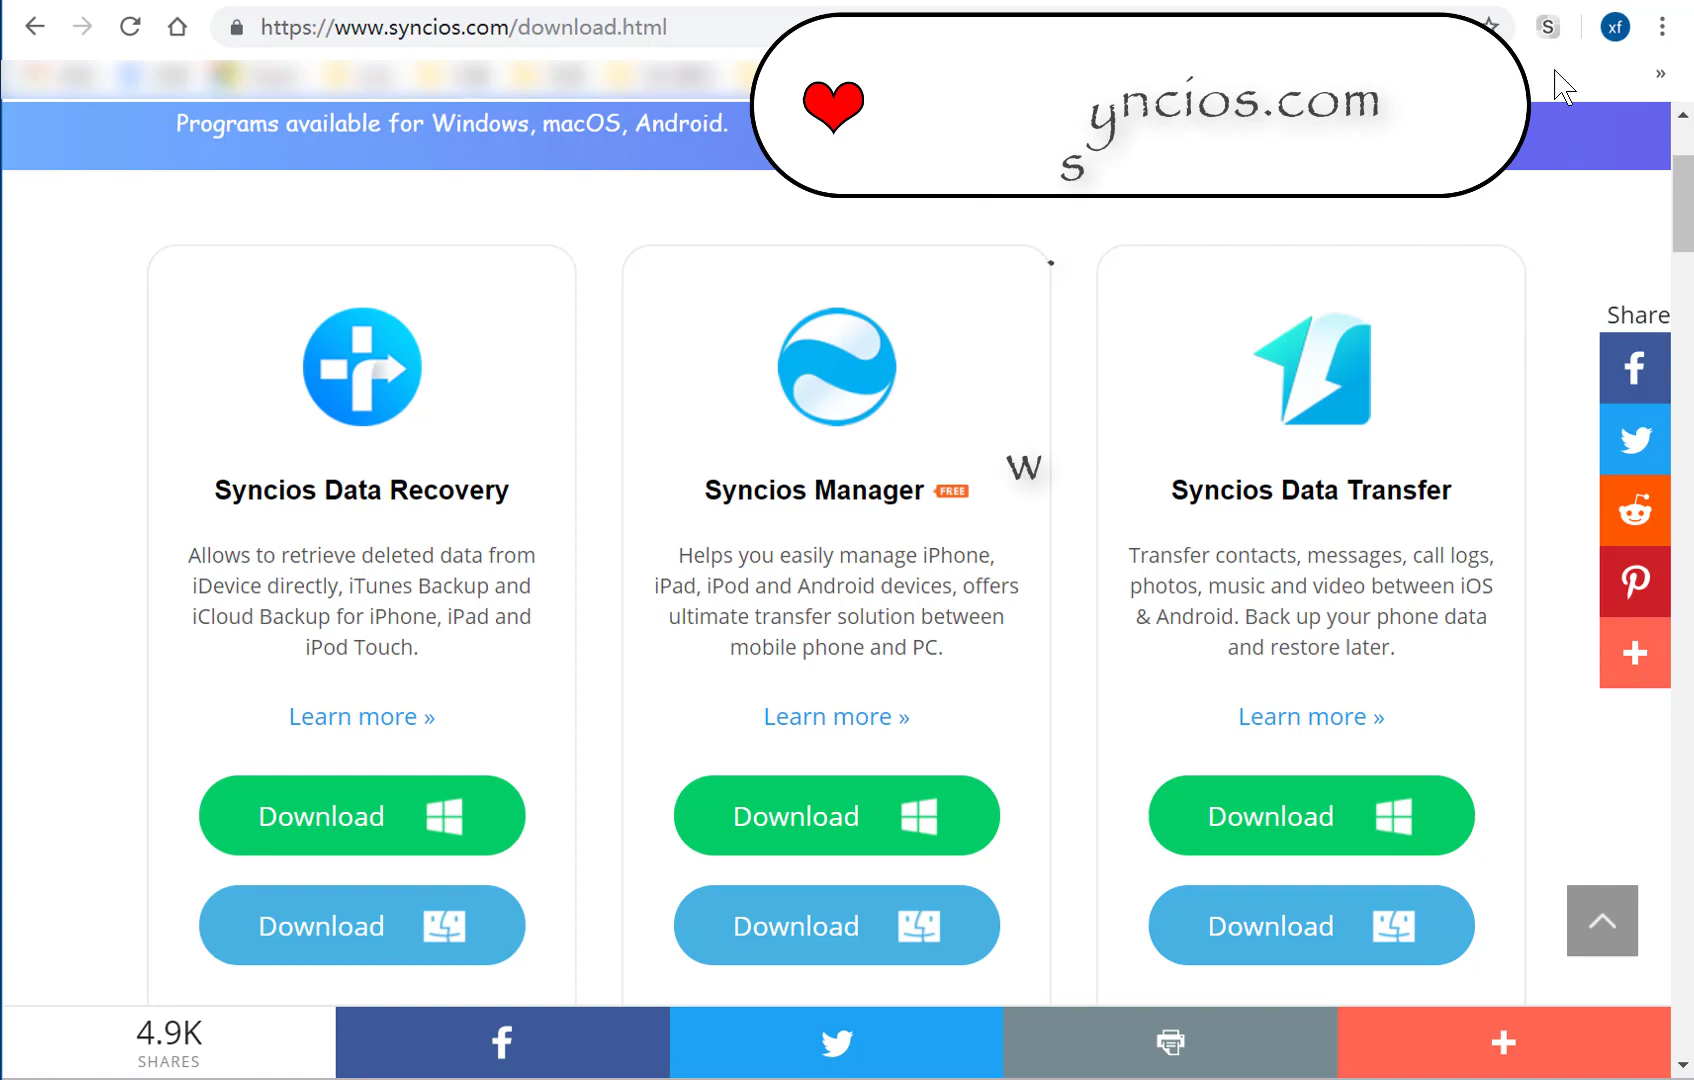 https://www.syncios.com/download.html
S
xf
»
syncios.com
Programs available for Windows, macOS, Android.
.
w
Share
Syncios Data Recovery
Allows to retrieve deleted data from
iDevice directly, iTunes Backup and
iCloud Backup for iPhone, iPad and
iPod Touch.
Learn more »
Download
Download
Syncios Manager FREE
Helps you easily manage iPhone,
iPad, iPod and Android devices, offers
ultimate transfer solution between
mobile phone and PC.
Learn more »
Download
Download
Syncios Data Transfer
Transfer contacts, messages, call logs,
photos, music and video between iOS
& Android. Back up your phone data
and restore later.
Learn more »
Download
Download
4.9K
SHARES